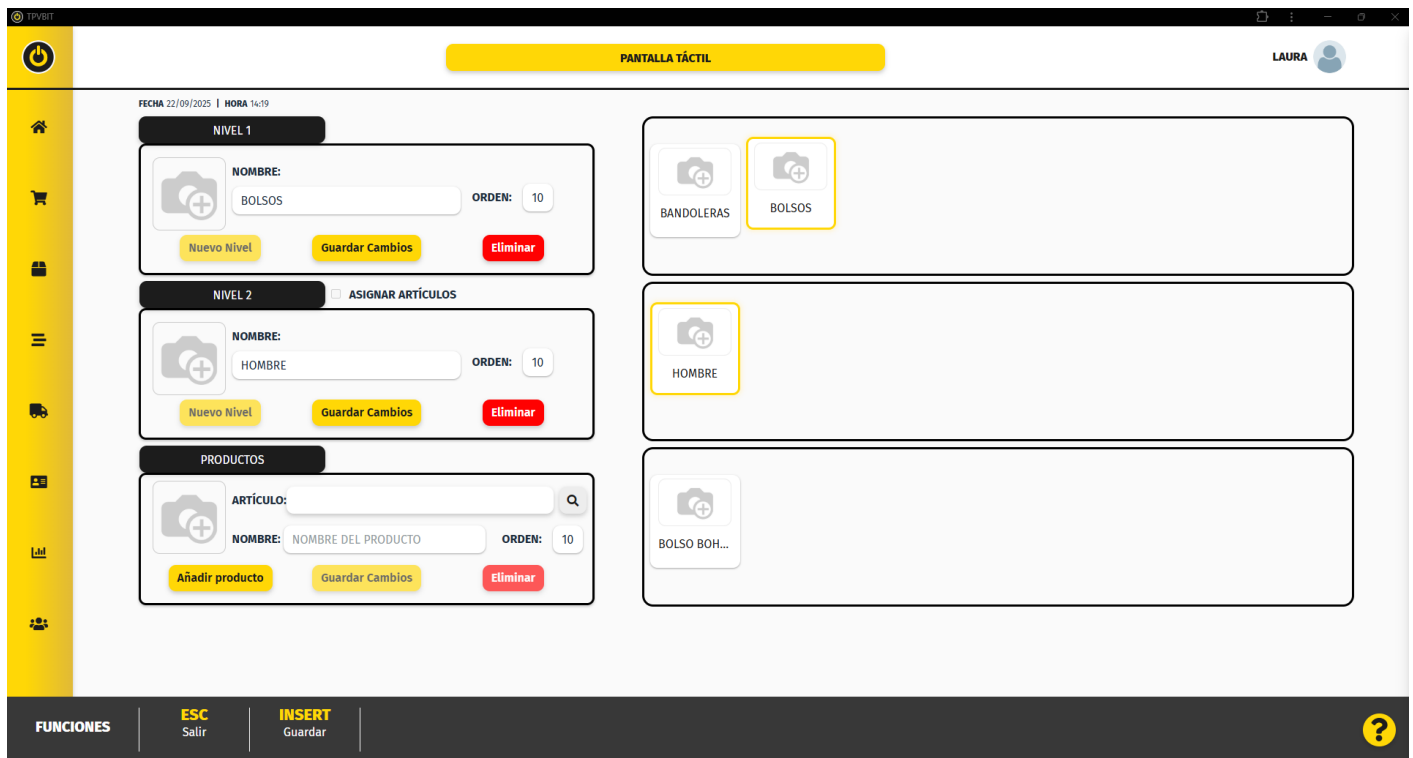 TPVBIT
PANTALLA TÁCTIL
LAURA
FECHA 22/09/2025 | HORA 14:19
NIVEL 1
NOMBRE:
BOLSOS
ORDEN: 10
Nuevo Nivel
Guardar Cambios
Eliminar
BANDOLERAS
BOLSOS
NIVEL 2
ASIGNAR ARTÍCULOS
NOMBRE:
HOMBRE
ORDEN: 10
Nuevo Nivel
Guardar Cambios
Eliminar
HOMBRE
PRODUCTOS
ARTÍCULO:
NOMBRE: NOMBRE DEL PRODUCTO
ORDEN: 10
Añadir producto
Guardar Cambios
Eliminar
BOLSO BOH...
FUNCIONES
ESC
Salir
INSERT
Guardar
?